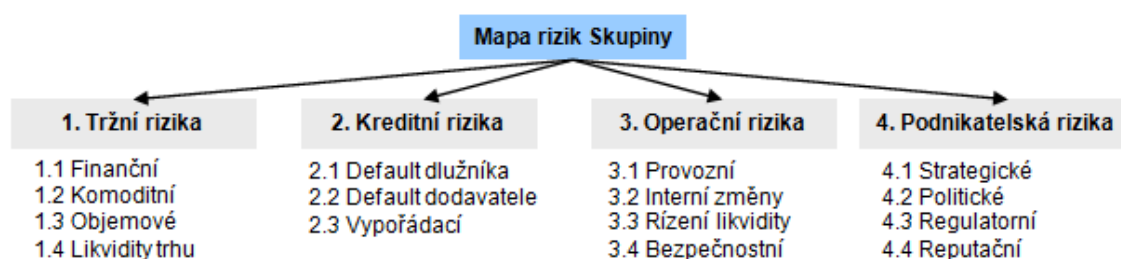 Mapa rizik Skupiny
1. Tržní rizika
1.1 Finanční
1.2 Komoditní
1.3 Objemové
1.4 Likvidity trhu
2. Kreditní rizika
2.1 Default dlužníka
2.2 Default dodavatele
2.3 Vypořádací
3. Operační rizika
3.1 Provozní
3.2 Interní změny
3.3 Rízení likvidity
3.4 Bezpečnostní
4. Podnikatelská rizika
4.1 Strategické
4.2 Politické
4.3 Regulatorní
4.4 Reputační